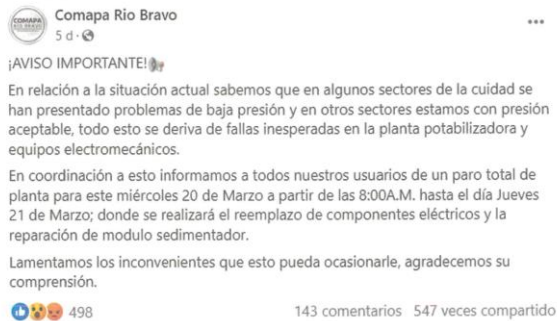 COMAPA
RIO BRAVO
Comapa Rio Bravo
5 d ·
¡AVISO IMPORTANTE!
En relación a la situación actual sabemos que en algunos sectores de la cuidad se
han presentado problemas de baja presión y en otros sectores estamos con presión
aceptable, todo esto se deriva de fallas inesperadas en la planta potabilizadora y
equipos electromecánicos.
En coordinación a esto informamos a todos nuestros usuarios de un paro total de
planta para este miércoles 20 de Marzo a partir de las 8:00A.M. hasta el día Jueves
21 de Marzo; donde se realizará el reemplazo de componentes eléctricos y la
reparación de modulo sedimentador.
Lamentamos los inconvenientes que esto pueda ocasionarle, agradecemos su
comprensión.
498
143 comentarios 547 veces compartido